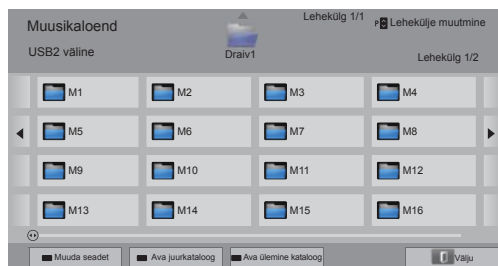 Muusikaloend
Lehekülg 1/1
P Lehekülje muutmine
USB2 väline
Draiv1
Lehekülg 1/2
M1 M2 M3 M4
M5 M6 M7 M8
M9 M10 M11 M12
M13 M14 M15 M16
Muuda seadet Ava juurkataloog Ava ülemine kataloog Välju